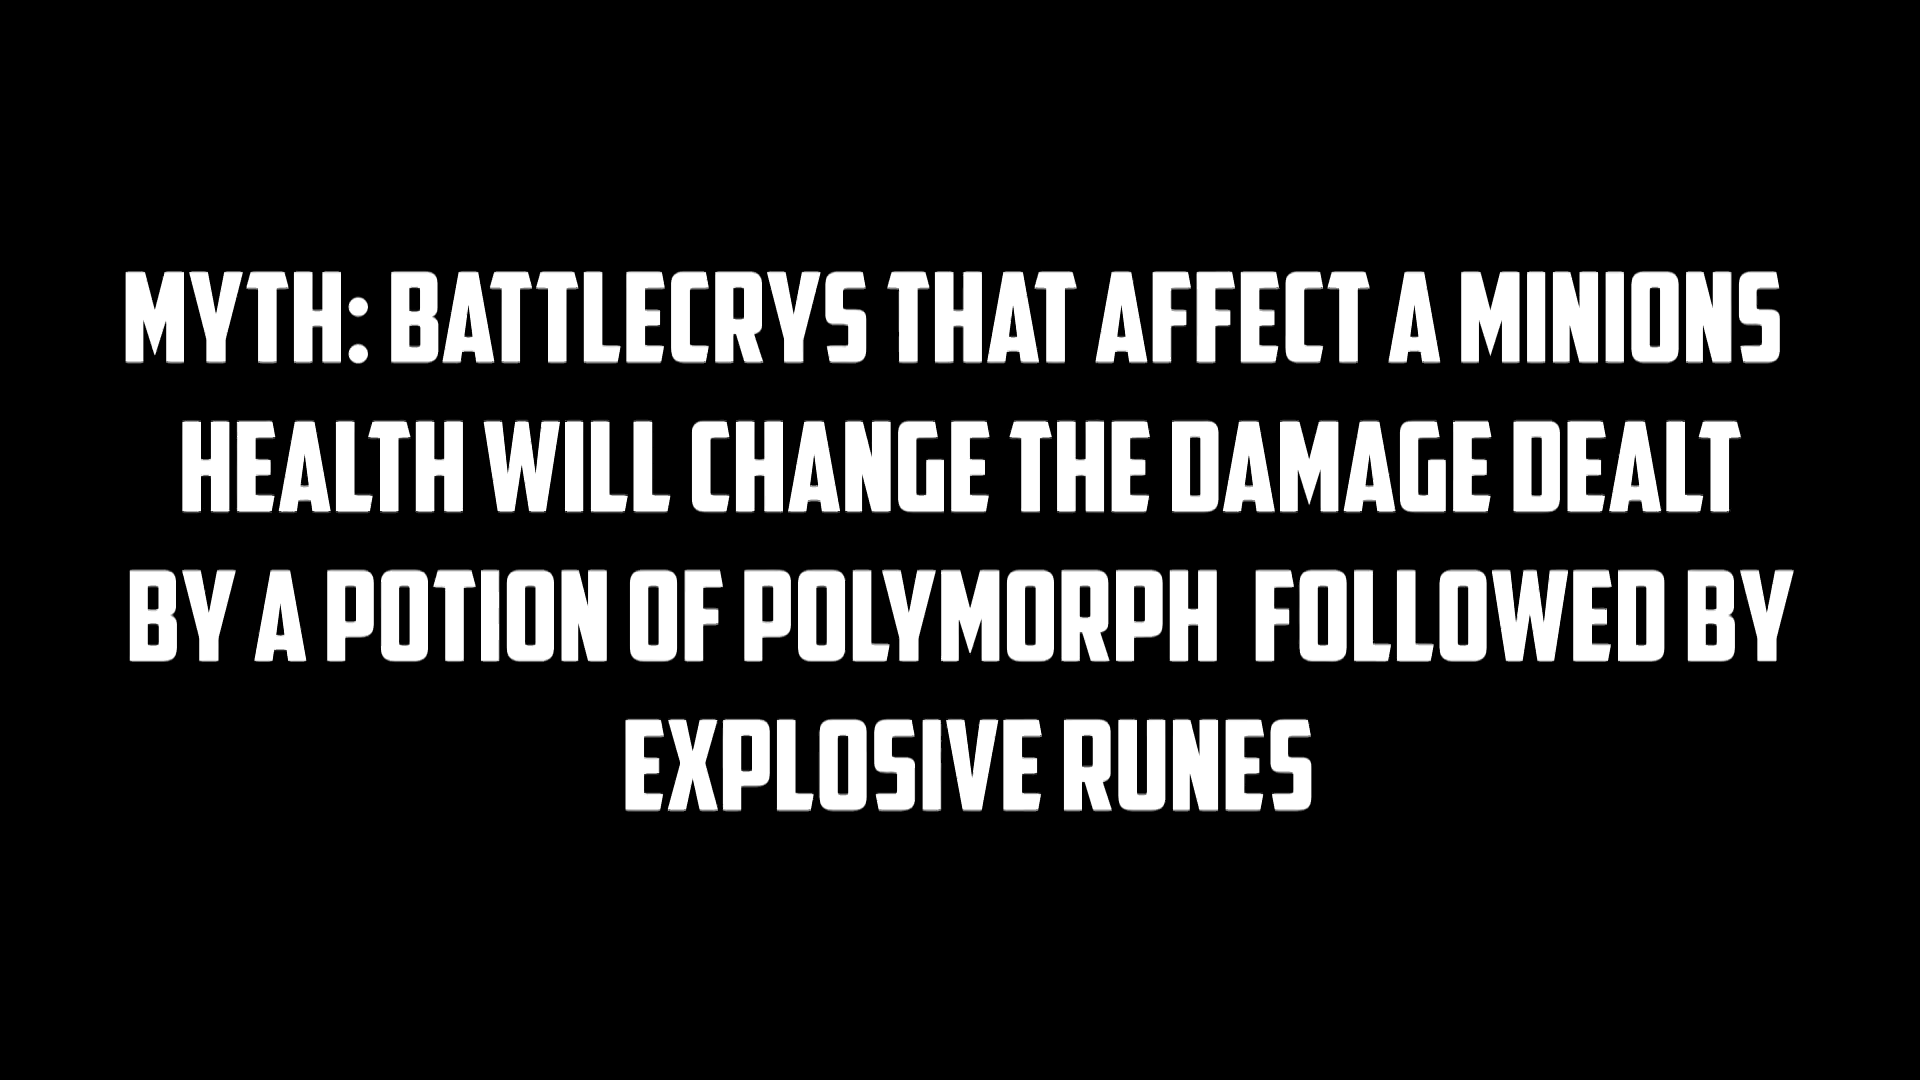 MYTH: BATTLECRYS THAT AFFECT A MINIONS
HEALTH WILL CHANGE THE DAMAGE DEALT
BY A POTION OF POLYMORPH FOLLOWED BY
EXPLOSIVE RUNES